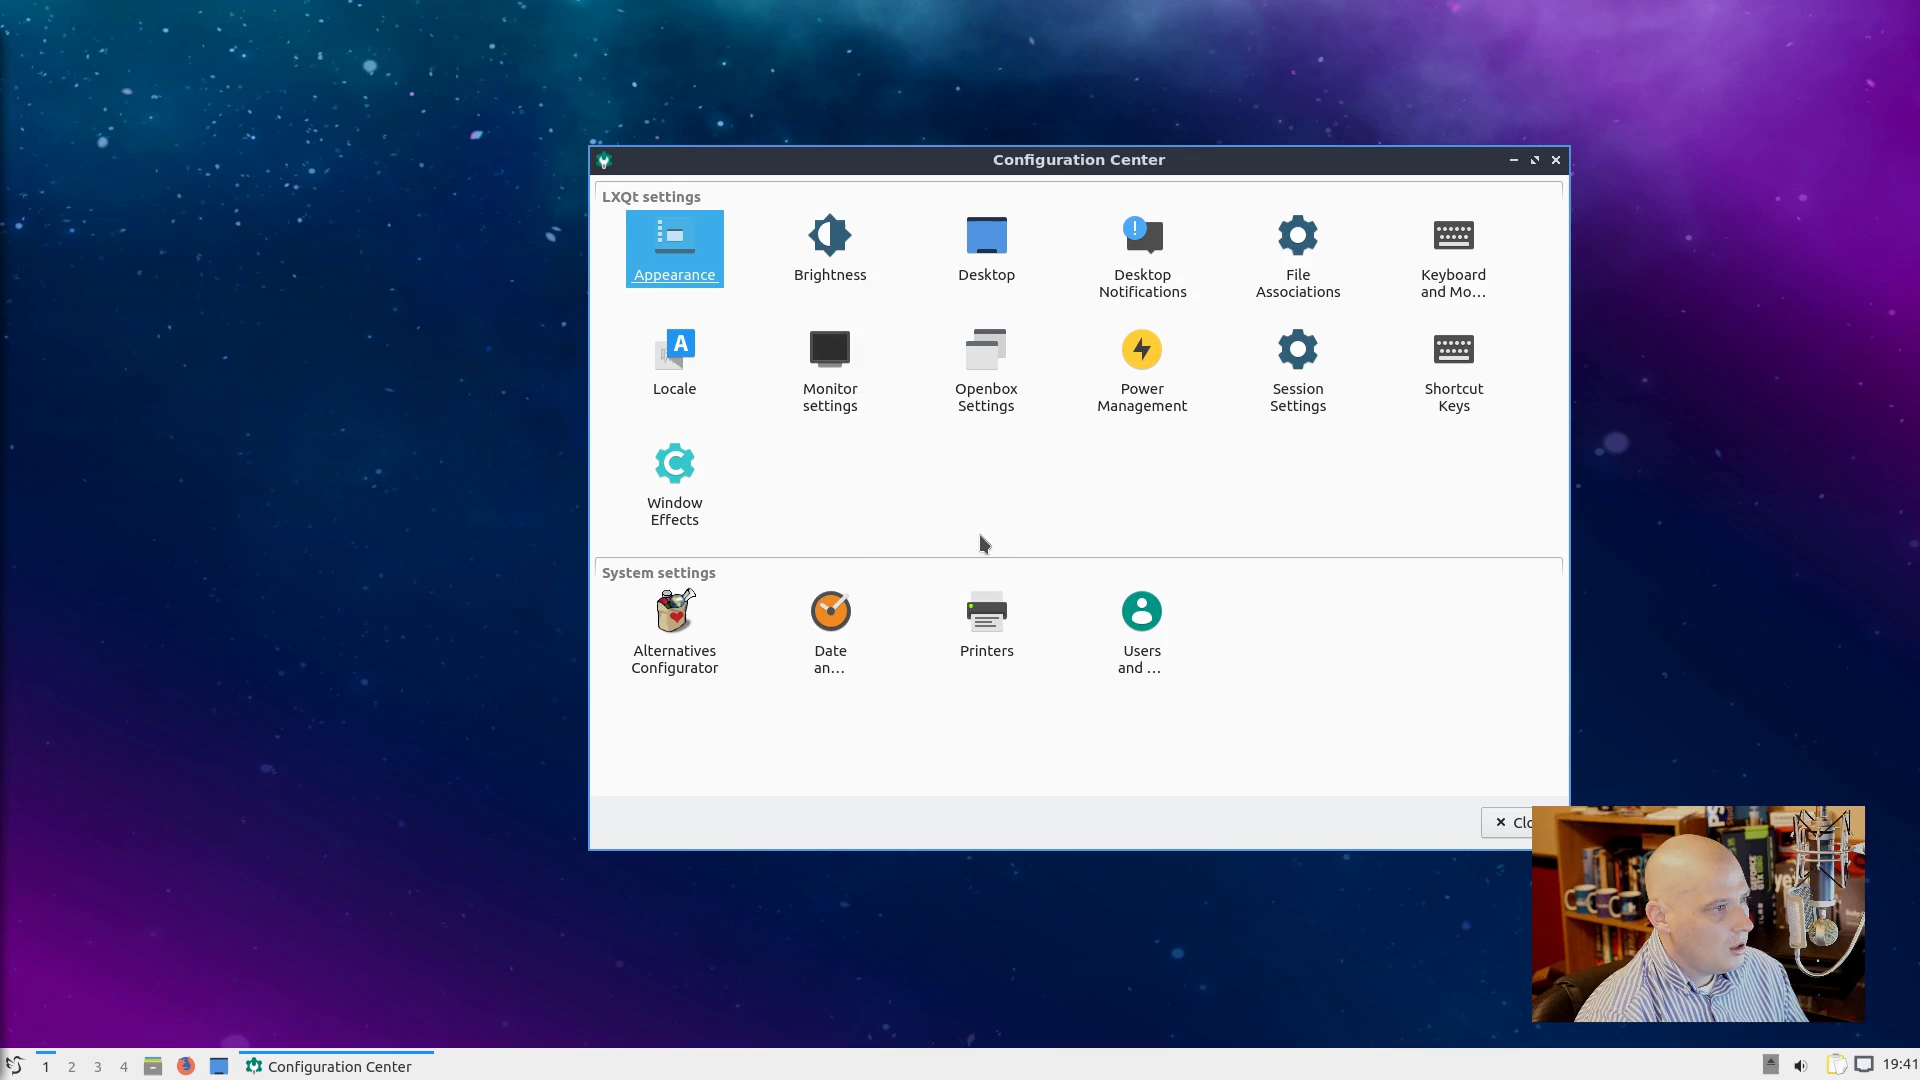 Configuration Center
LXQt settings
Appearance
Brightness
Desktop
Desktop
Notifications
File
Associations
Keyboard
and Mo...
Locale
Monitor
settings
Openbox
Settings
Power
Management
Session
Settings
Shortcut
Keys
Window
Effects
System settings
Alternatives
Configurator
Date
an...
Printers
Users
and ...
Clo
1 2 3 4 Configuration Center 19:41